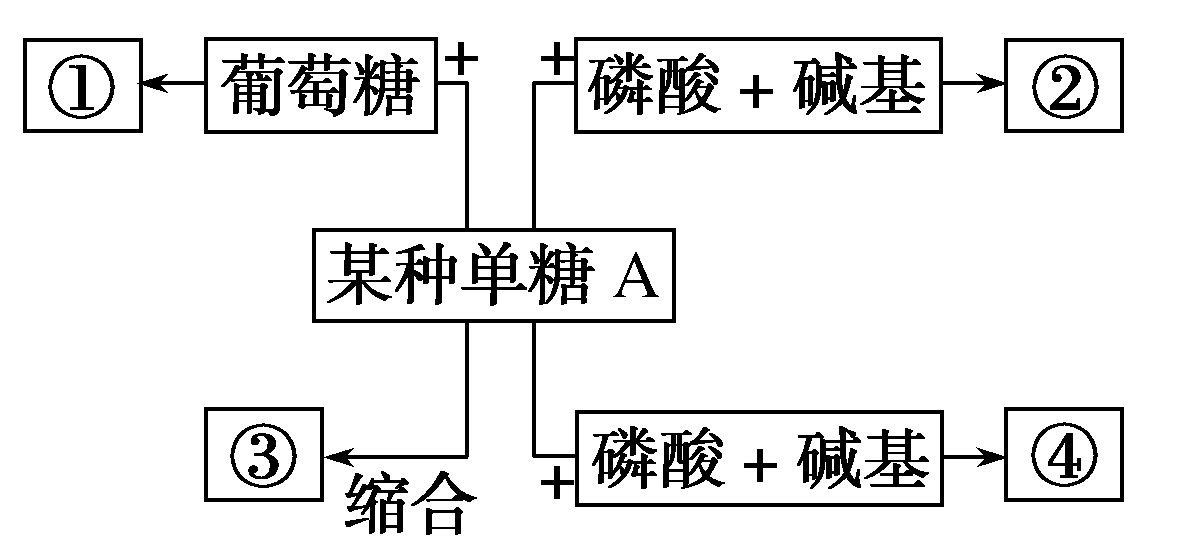 ① 葡萄糖 + + 磷酸 + 碱基 ②
某种单糖 A
③ 缩合 + 磷酸 + 碱基 ④